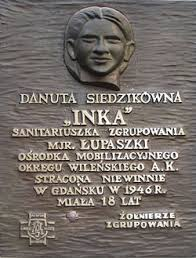 DANUTA SIEDZIKÓWNA
„INKA"
SANITARIUSZKA ZGRUPOWANIA
MJR. ŁUPASZKI
OŚRODKA MOBILIZACYJNEGO
OKRĘGU WILEŃSKIEGO A.K.
STRACONA NIEWINNIE
W GDAŃSKU W 1946 R.
MIAŁA 18 LAT
ŻOŁNIERZE
ZGRUPOWANIA